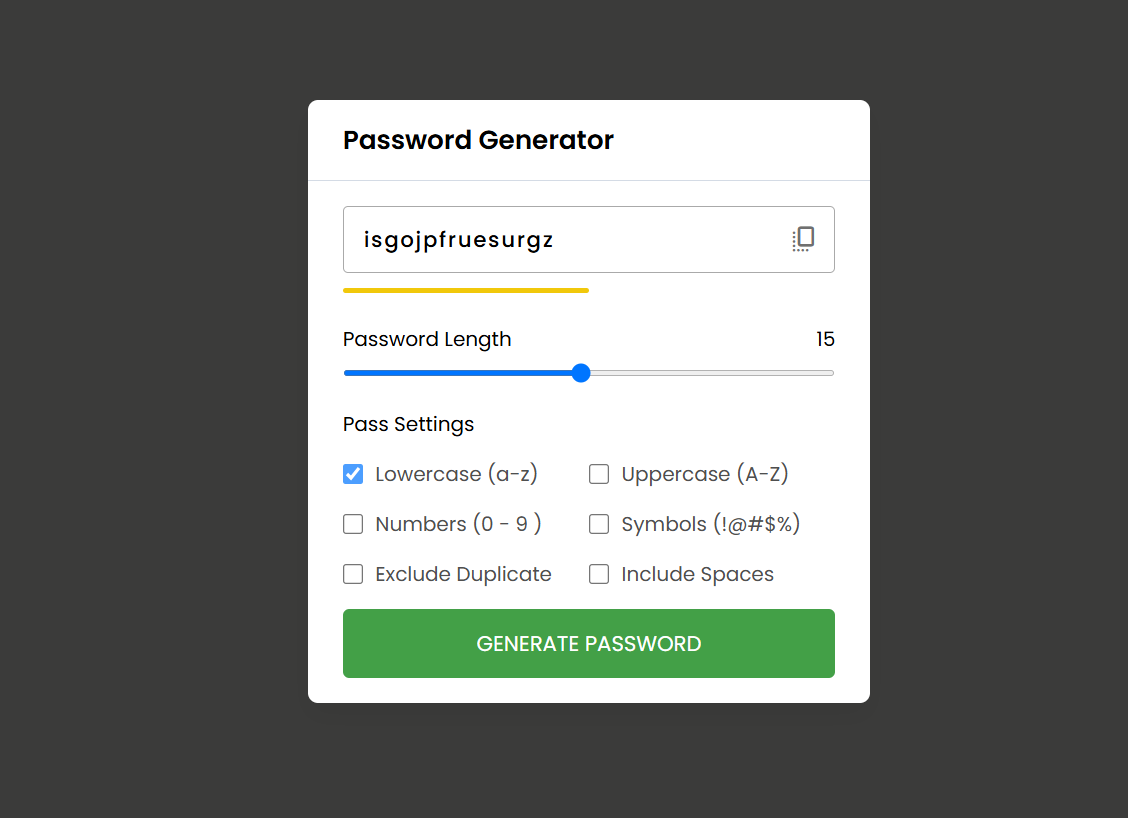 Password Generator
isgojpfruesurgz
Password Length 15
Pass Settings
Lowercase (a-z) Uppercase (A-Z)
Numbers (0 - 9 ) Symbols (!@#$%)
Exclude Duplicate Include Spaces
GENERATE PASSWORD